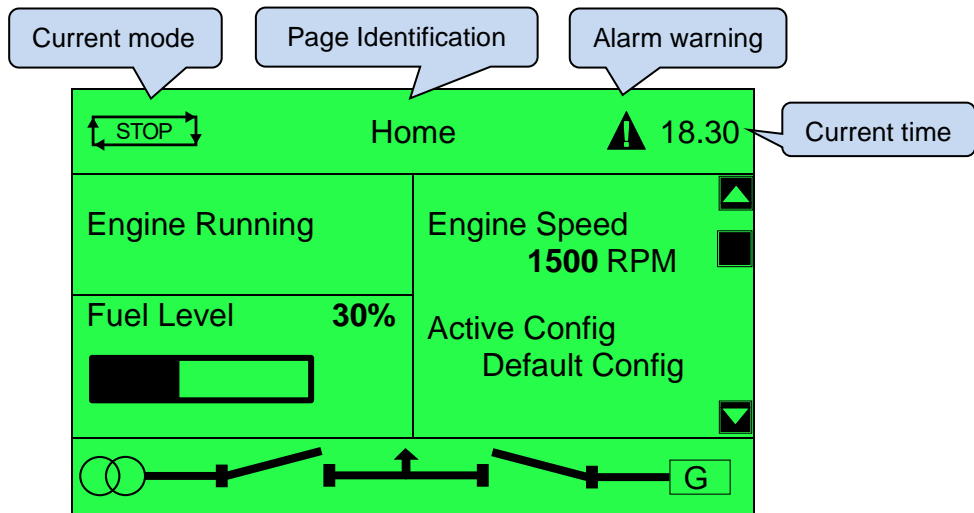 Current mode
Page Identification
Alarm warning
STOP
Home
18.30
Current time
Engine Running
Engine Speed
1500 RPM
Fuel Level 30%
Active Config
Default Config
G